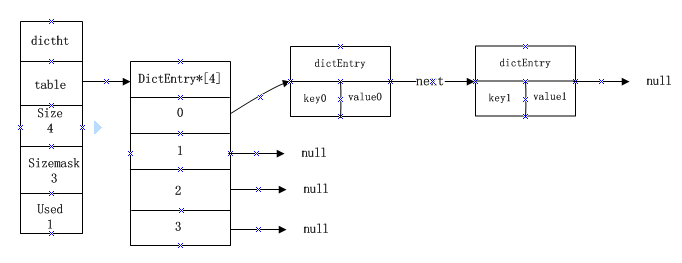 dictht
table
Size
4
Sizemask
3
Used
1
DictEntry*[4]
0
1
2
3
null
null
null
dictEntry
key0
value0
next
dictEntry
key1
value1
null